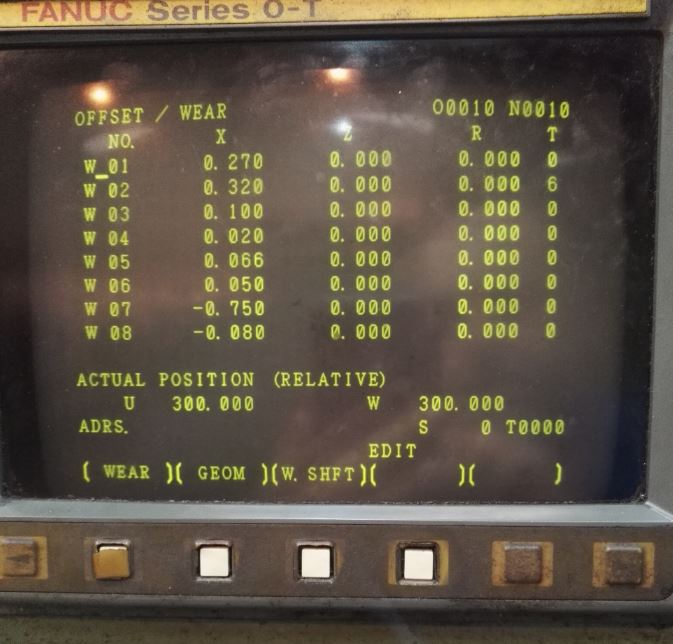 FANUC Series 0-T
OFFSET / WEAR O0010 N0010
NO. X Z R T
W_01 0.270 0.000 0.000 0
W 02 0.320 0.000 0.000 6
W 03 0.100 0.000 0.000 0
W 04 0.020 0.000 0.000 0
W 05 0.066 0.000 0.000 0
W 06 0.050 0.000 0.000 0
W 07 -0.750 0.000 0.000 0
W 08 -0.080 0.000 0.000 0
ACTUAL POSITION (RELATIVE)
U 300.000 W 300.000
ADRS. S 0 T0000
EDIT
( WEAR )( GEOM )(W.SHFT)( )( )